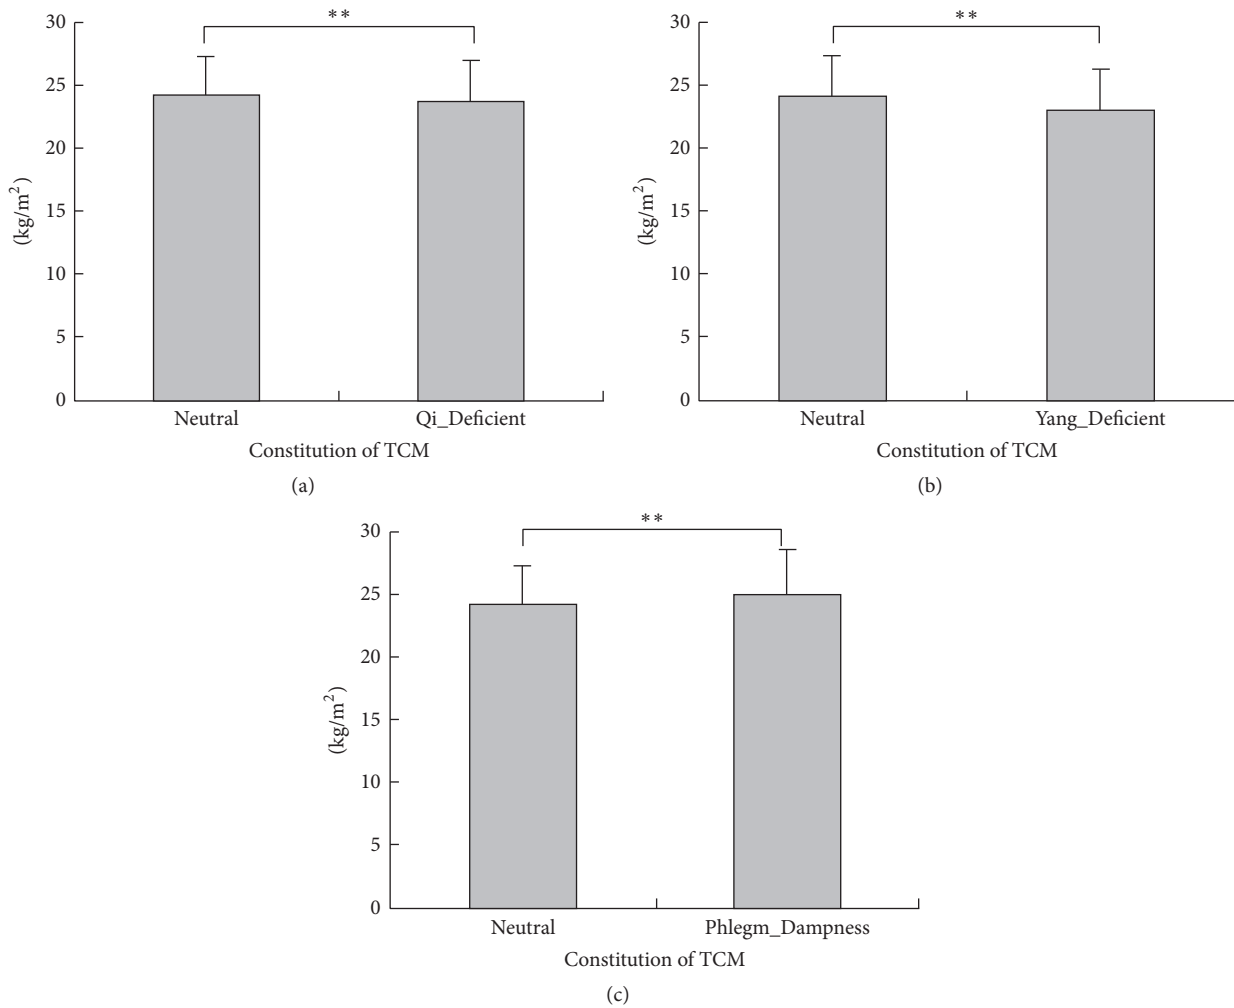 **
30
25
20
15
10
5
0
(kg/m²)
Neutral
Qi_Deficient
Constitution of TCM
(a)
**
30
25
20
15
10
5
0
(kg/m²)
Neutral
Yang_Deficient
Constitution of TCM
(b)
**
30
25
20
15
10
5
0
(kg/m²)
Neutral
Phlegm_Dampness
Constitution of TCM
(c)